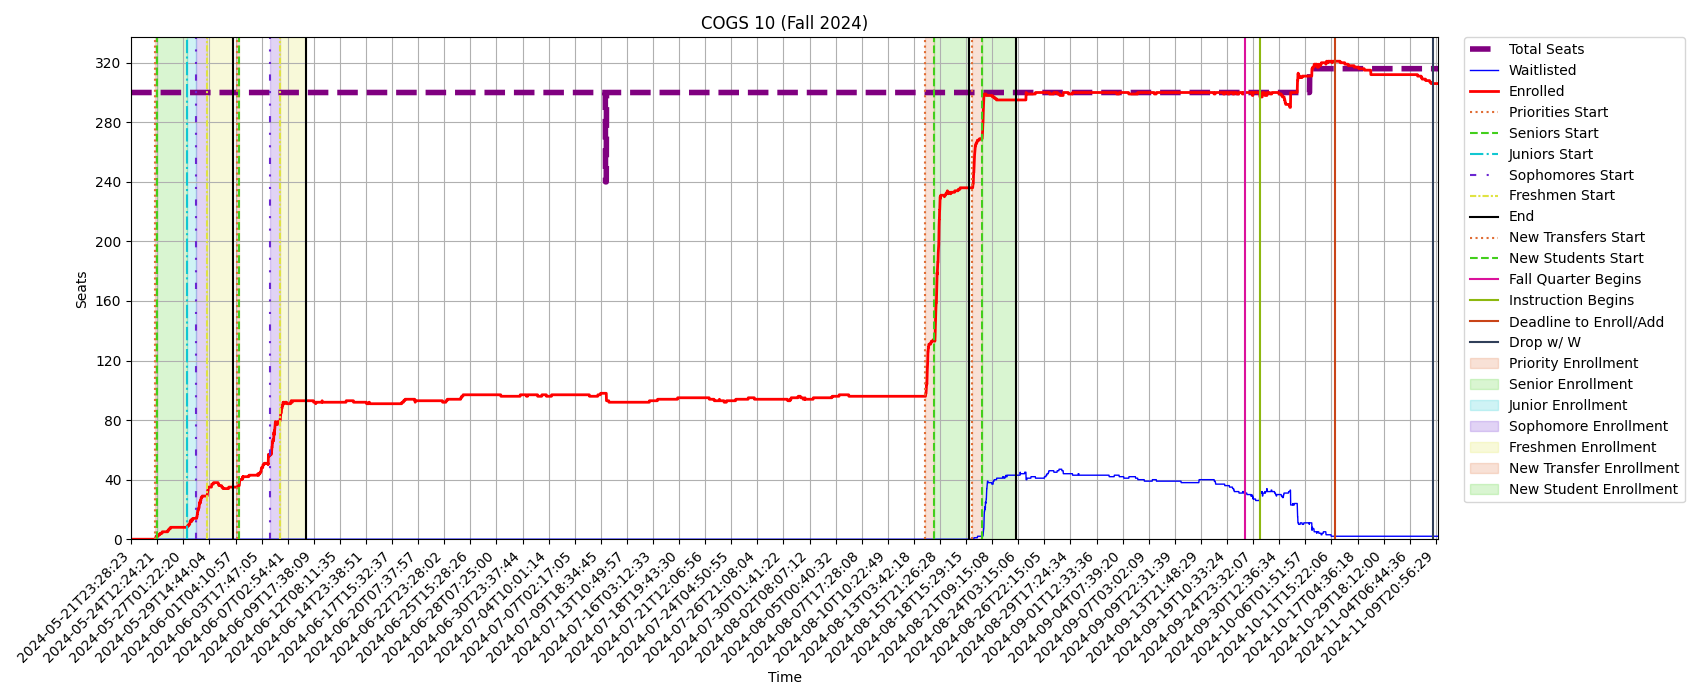 COGS 10 (Fall 2024)
320
280
240
200
160
120
80
40
0
Seats
2024-05-21T23:28:23
2024-05-24T12:24:21
2024-05-27T01:22:20
2024-05-29T14:44:04
2024-06-01T04:10:57
2024-06-03T17:47:05
2024-06-07T02:54:41
2024-06-09T17:38:09
2024-06-12T08:11:35
2024-06-14T23:38:51
2024-06-17T15:32:37
2024-06-20T07:37:57
2024-06-22T23:28:02
2024-06-25T15:28:26
2024-06-28T07:25:00
2024-06-30T23:37:44
2024-07-04T10:01:14
2024-07-07T02:17:05
2024-07-09T18:34:45
2024-07-13T10:49:57
2024-07-16T03:12:33
2024-07-18T19:43:30
2024-07-21T12:06:56
2024-07-24T04:50:55
2024-07-26T21:08:04
2024-07-30T01:41:22
2024-08-02T18:07:12
2024-08-05T00:40:32
2024-08-07T17:28:08
2024-08-10T10:22:49
2024-08-13T03:42:18
2024-08-15T21:26:28
2024-08-18T15:29:15
2024-08-21T09:15:08
2024-08-24T03:15:06
2024-08-26T22:15:05
2024-08-29T17:24:34
2024-09-01T12:33:36
2024-09-04T07:39:20
2024-09-07T03:02:09
2024-09-09T22:31:39
2024-09-13T21:48:29
2024-09-19T10:33:24
2024-09-24T23:32:07
2024-09-30T12:36:34
2024-10-06T01:51:57
2024-10-11T15:22:06
2024-10-17T04:36:18
2024-10-29T18:12:00
2024-11-04T06:44:36
2024-11-09T20:56:29
Time
Total Seats
Waitlisted
Enrolled
Priorities Start
Seniors Start
Juniors Start
Sophomores Start
Freshmen Start
End
New Transfers Start
New Students Start
Fall Quarter Begins
Instruction Begins
Deadline to Enroll/Add
Drop w/ W
Priority Enrollment
Senior Enrollment
Junior Enrollment
Sophomore Enrollment
Freshmen Enrollment
New Transfer Enrollment
New Student Enrollment